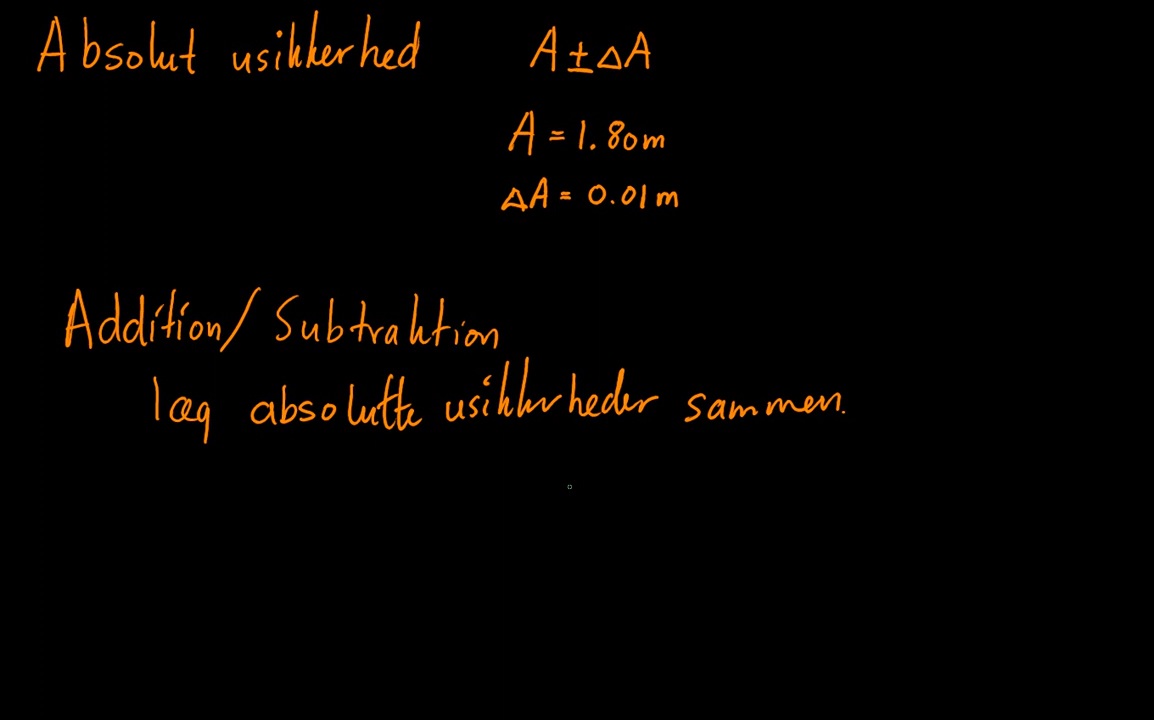 Absolut usikkerhed A ± ΔA
A = 1.80m
ΔA = 0.01m
Addition/Subtraktion
læg absolutte usikkerheder sammen.